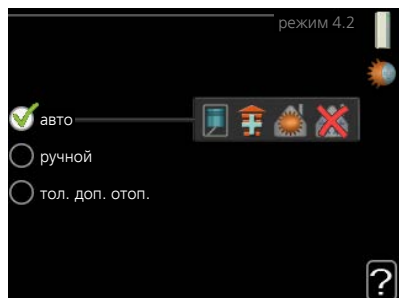 режим 4.2
авто
ручной
тол. доп. отоп.
?